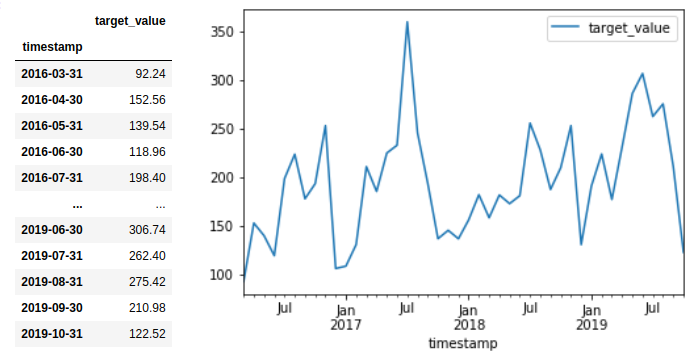 target_value
timestamp
2016-03-31 92.24
2016-04-30 152.56
2016-05-31 139.54
2016-06-30 118.96
2016-07-31 198.40
... ...
2019-06-30 306.74
2019-07-31 262.40
2019-08-31 275.42
2019-09-30 210.98
2019-10-31 122.52
target_value
350
300
250
200
150
100
Jul Jan Jul Jan Jul Jan Jul
2017 2018 2019
timestamp